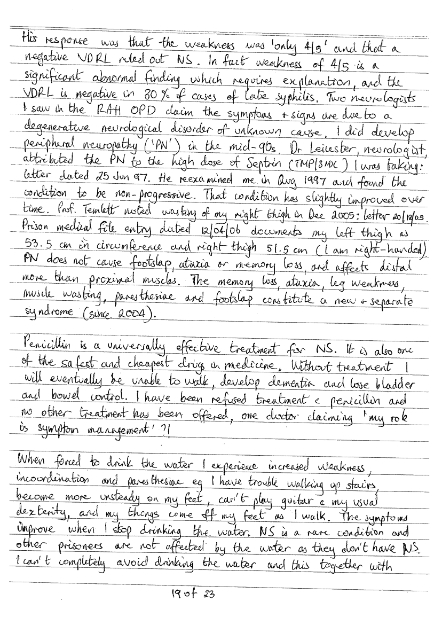 His response was that the weakness was 'only 4/5' and that a
negative VDRL ruled out NS. In fact weakness of 4/5 is a
significant abnormal finding which requires explanation, and the
VDRL is negative in 30% of cases of late syphilis. Two neurologists
I saw in the RAH OPD claim the symptoms + signs are due to a
degenerative neurological disorder of unknown cause. I did develop
peripheral neuropathy ('PN') in the mid-90s. Dr Leicester, neurologist,
attributed the PN to the high dose of Septrin (TMP/SMX) I was taking:
letter dated 25 Jun 97. He reexamined me in Aug 1997 and found the
condition to be non-progressive. That condition has slightly improved over
time. Prof. Temlett noted wasting of my right thigh in Dec 2005: letter 20/12/05.
Prison medical file entry dated 12/06/06 documents my left thigh as
53.5 cm in circumference and right thigh 51.5 cm (I am right-handed).
PN does not cause footslap, ataxia or memory loss and affects distal
more than proximal muscles. The memory loss, ataxia, leg weakness,
muscle wasting, paresthesiae and footslap constitute a new + separate
syndrome (since 2004).
Penicillin is a universally effective treatment for NS. It is also one
of the safest and cheapest drugs in medicine. Without treatment I
will eventually be unable to walk, develop dementia and lose bladder
and bowel control. I have been refused treatment c penicillin and
no other treatment has been offered, one doctor claiming 'my role
is symptom management' ?!
When forced to drink the water I experience increased weakness,
incoordination and paresthesiae eg I have trouble walking up stairs,
become more unsteady on my feet, can't play guitar c my usual
dexterity, and my thongs come off my feet as I walk. The symptoms
improve when I stop drinking the water. NS is a rare condition and
other prisoners are not affected by the water as they don't have NS.
I can't completely avoid drinking the water and this together with
19 of 23